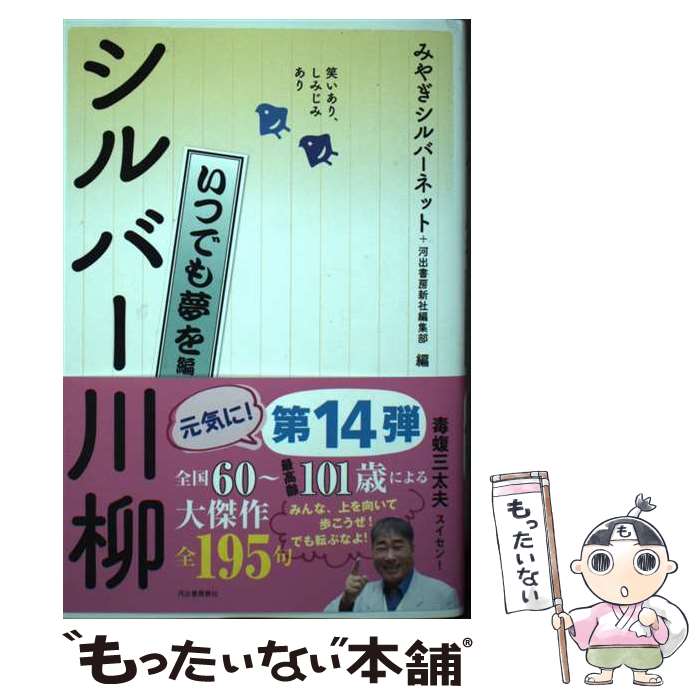 みやぎシルバーネット+河出書房新社編集部 編
笑いあり、
しみじみ
あり
シルバー川柳
いつでも夢を編
元気に!
第14弾
毒蝮三太夫 スイセン!
全国60~最高齢101歳による
大傑作
全195句
みんな、上を向いて
歩こうぜ!
でも転ぶなよ!
河出書房新社
もったいない
"もったいない本舗®